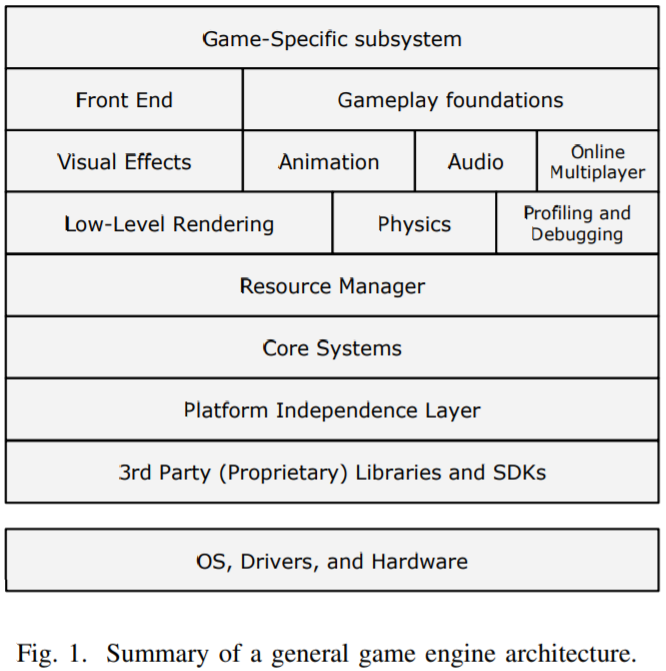 Game-Specific subsystem
Front End
Gameplay foundations
Visual Effects
Animation
Audio
Online
Multiplayer
Low-Level Rendering
Physics
Profiling and
Debugging
Resource Manager
Core Systems
Platform Independence Layer
3rd Party (Proprietary) Libraries and SDKs
OS, Drivers, and Hardware
Fig. 1. Summary of a general game engine architecture.